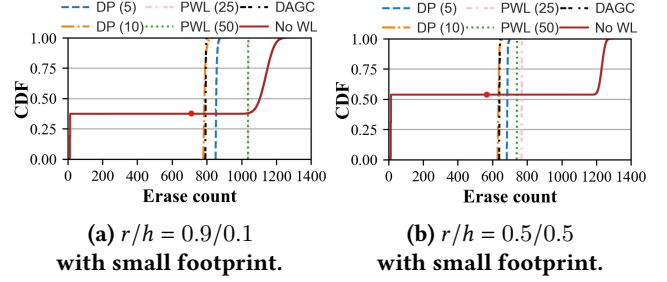 DP (5) PWL (25) DAGC
DP (10) PWL (50) No WL
1.00
0.75
0.50
0.25
0.00
CDF
0 200 400 600 800 1000 1200 1400
Erase count
(a) r/h = 0.9/0.1
with small footprint.
DP (5) PWL (25) DAGC
DP (10) PWL (50) No WL
1.00
0.75
0.50
0.25
0.00
CDF
0 200 400 600 800 1000 1200 1400
Erase count
(b) r/h = 0.5/0.5
with small footprint.